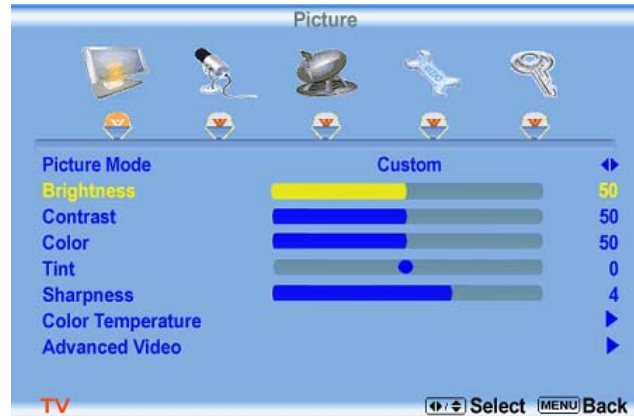 Picture
Picture Mode Custom
Brightness 50
Contrast 50
Color 50
Tint 0
Sharpness 4
Color Temperature
Advanced Video
TV Select MENU Back